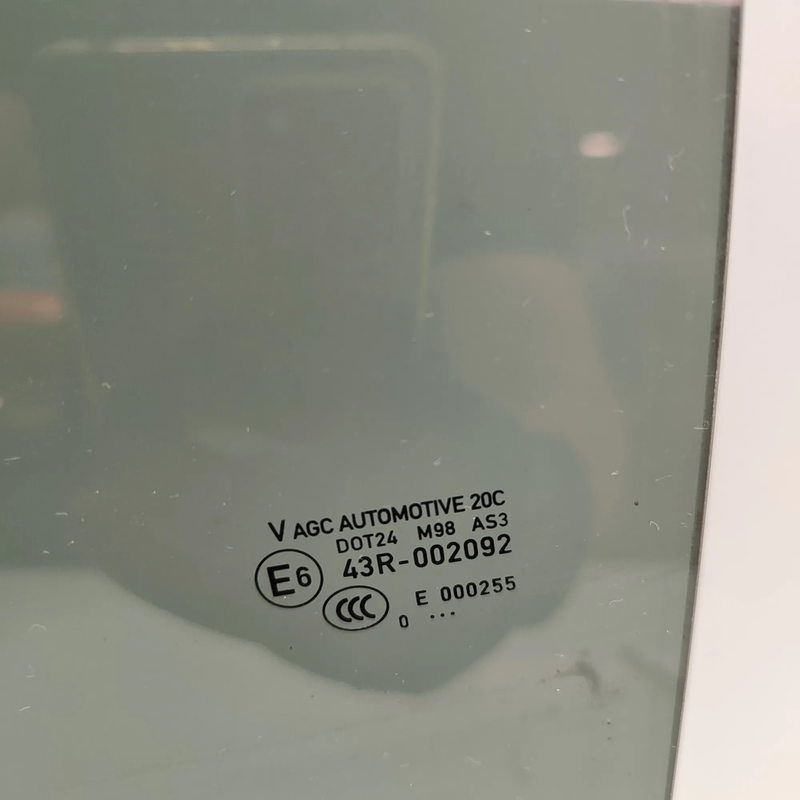 V AGC AUTOMOTIVE 20C
DOT24 M98 AS3
E6 43R-002092
CCC E 000255
0 ...